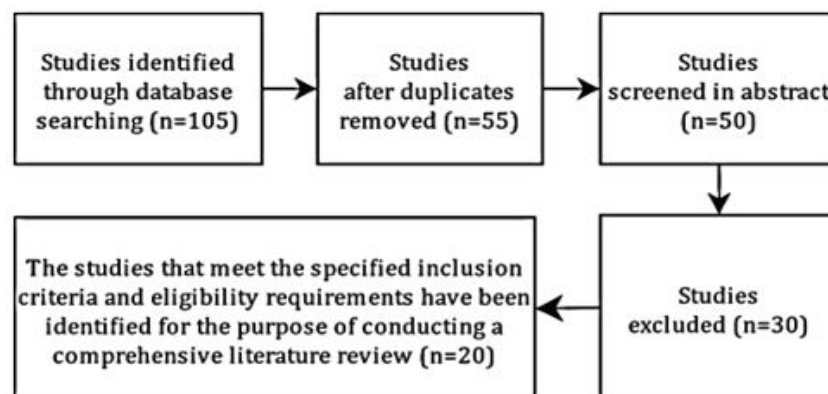 Studies identified
through database
searching (n=105)
Studies
after duplicates
removed (n=55)
Studies
screened in abstract
(n=50)
Studies
excluded (n=30)
The studies that meet the specified inclusion
criteria and eligibility requirements have been
identified for the purpose of conducting a
comprehensive literature review (n=20)